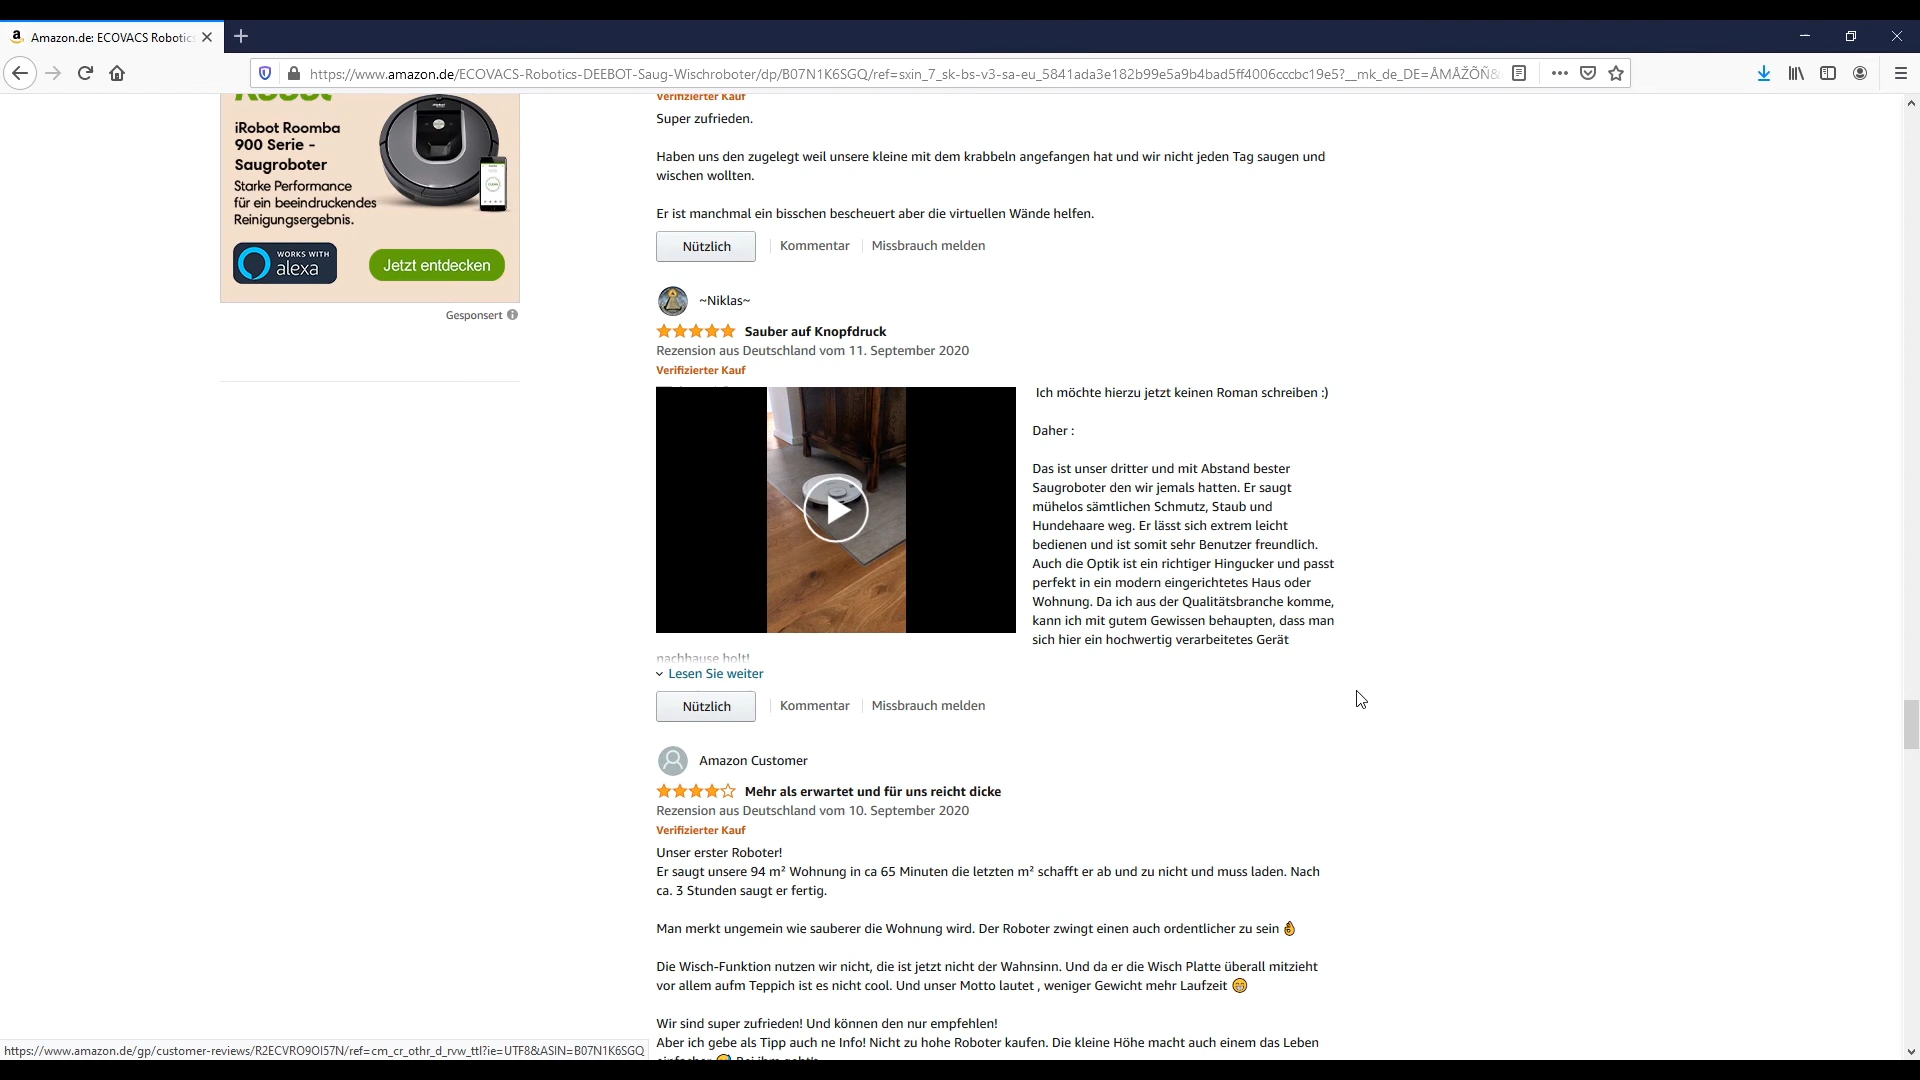 Amazon.de: ECOVACS Robotics
https://www.amazon.de/ECOVACS-Robotics-DEEBOT-Saug-Wischroboter/dp/B07N1K6SGQ/ref=sxin_7_sk-bs-v3-sa-eu_5841ada3e182b99e5a9b4bad5ff4006cccbc19e5?__mk_de_DE=ÅMÅŽÕÑ&
iRobot Roomba
900 Serie -
Saugroboter
Starke Performance
für ein beeindruckendes
Reinigungsergebnis.
WORKS WITH
alexa
Jetzt entdecken
Gesponsert
Verifizierter Kauf
Super zufrieden.
Haben uns den zugelegt weil unsere kleine mit dem krabbeln angefangen hat und wir nicht jeden Tag saugen und
wischen wollten.
Er ist manchmal ein bisschen bescheuert aber die virtuellen Wände helfen.
Nützlich
Kommentar
Missbrauch melden
~Niklas~
Sauber auf Knopfdruck
Rezension aus Deutschland vom 11. September 2020
Verifizierter Kauf
Ich möchte hierzu jetzt keinen Roman schreiben :)
Daher :
Das ist unser dritter und mit Abstand bester
Saugroboter den wir jemals hatten. Er saugt
mühelos sämtlichen Schmutz, Staub und
Hundehaare weg. Er lässt sich extrem leicht
bedienen und ist somit sehr Benutzer freundlich.
Auch die Optik ist ein richtiger Hingucker und passt
perfekt in ein modern eingerichtetes Haus oder
Wohnung. Da ich aus der Qualitätsbranche komme,
kann ich mit gutem Gewissen behaupten, dass man
sich hier ein hochwertig verarbeitetes Gerät
nachhause holt!
Lesen Sie weiter
Nützlich
Kommentar
Missbrauch melden
Amazon Customer
Mehr als erwartet und für uns reicht dicke
Rezension aus Deutschland vom 10. September 2020
Verifizierter Kauf
Unser erster Roboter!
Er saugt unsere 94 m² Wohnung in ca 65 Minuten die letzten m² schafft er ab und zu nicht und muss laden. Nach
ca. 3 Stunden saugt er fertig.
Man merkt ungemein wie sauberer die Wohnung wird. Der Roboter zwingt einen auch ordentlicher zu sein 👌
Die Wisch-Funktion nutzen wir nicht, die ist jetzt nicht der Wahnsinn. Und da er die Wisch Platte überall mitzieht
vor allem aufm Teppich ist es nicht cool. Und unser Motto lautet , weniger Gewicht mehr Laufzeit 😁
Wir sind super zufrieden! Und können den nur empfehlen!
Aber ich gebe als Tipp auch ne Info! Nicht zu hohe Roboter kaufen. Die kleine Höhe macht auch einem das Leben
https://www.amazon.de/gp/customer-reviews/R2ECVRO9OI57N/ref=cm_cr_othr_d_rvw_ttl?ie=UTF8&ASIN=B07N1K6SGQ